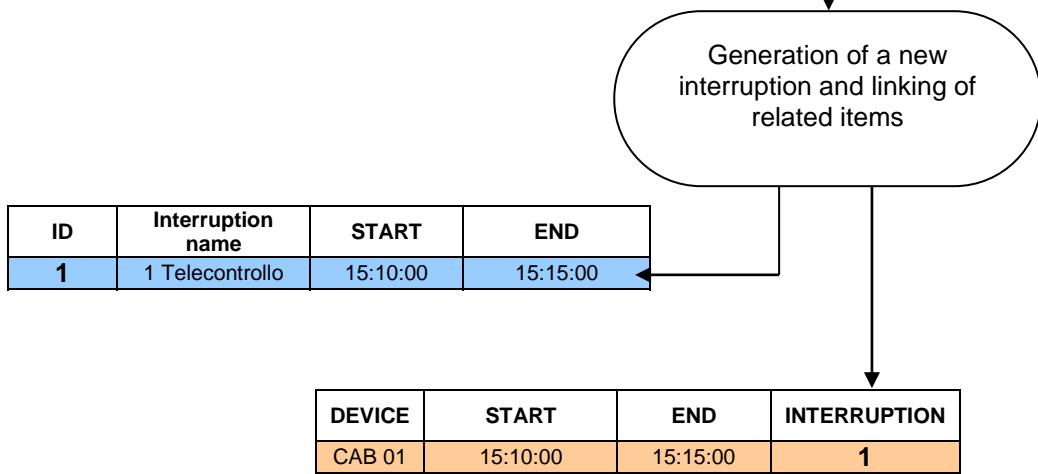 Generation of a new
interruption and linking of
related items
ID Interruption name START END
1 1 Telecontrollo 15:10:00 15:15:00
DEVICE START END INTERRUPTION
CAB 01 15:10:00 15:15:00 1